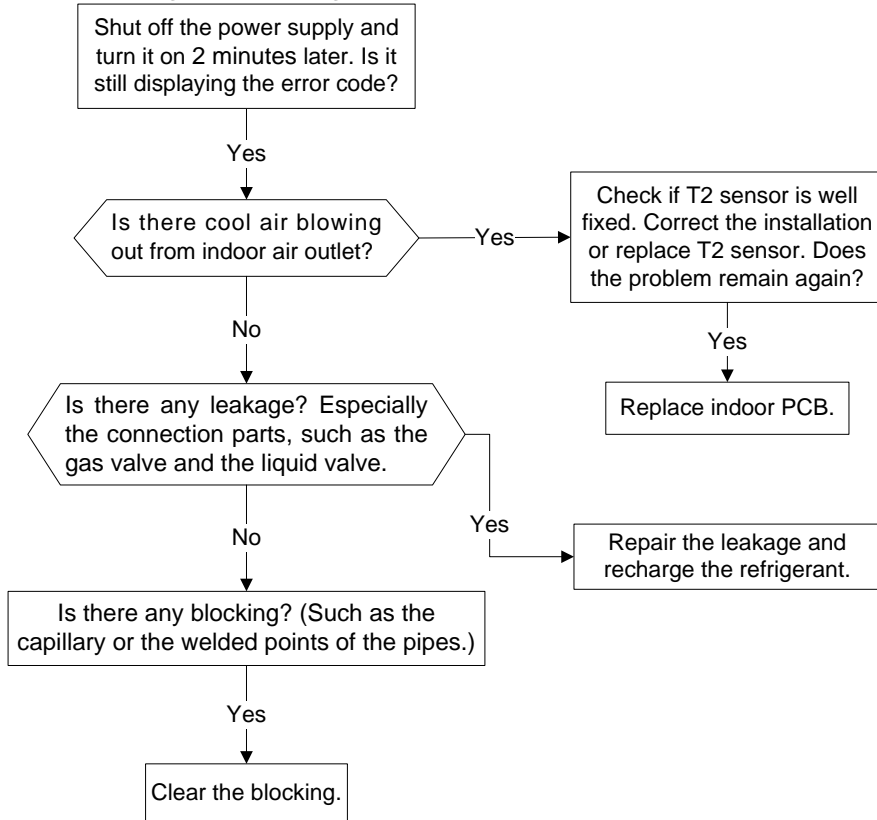 Shut off the power supply and
turn it on 2 minutes later. Is it
still displaying the error code?
Yes
Is there cool air blowing
out from indoor air outlet?
Yes
Check if T2 sensor is well
fixed. Correct the installation
or replace T2 sensor. Does
the problem remain again?
Yes
Replace indoor PCB.
No
Is there any leakage? Especially
the connection parts, such as the
gas valve and the liquid valve.
Yes
Repair the leakage and
recharge the refrigerant.
No
Is there any blocking? (Such as the
capillary or the welded points of the pipes.)
Yes
Clear the blocking.